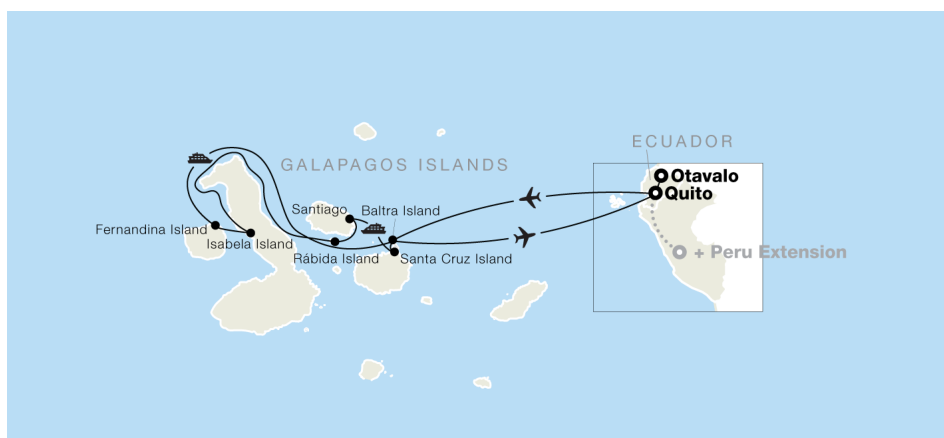 ECUADOR
GALAPAGOS ISLANDS
Otavalo
Quito
Santiago
Baltra Island
Fernandina Island
Isabela Island
Rábida Island
Santa Cruz Island
+ Peru Extension